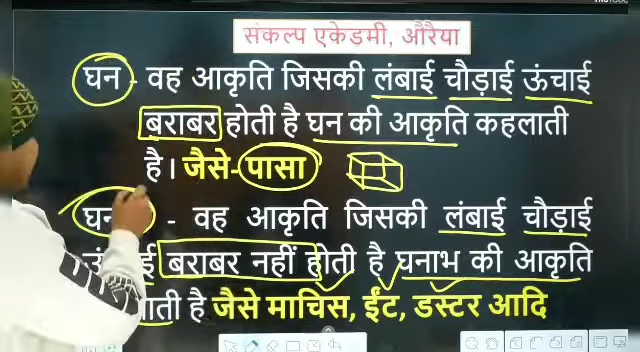 संकल्प एकेडमी, औरैया
घन - वह आकृति जिसकी लंबाई चौड़ाई ऊंचाई
बराबर होती है घन की आकृति कहलाती
है। जैसे- पासा
- वह आकृति जिसकी लंबाई चौड़ाई
बराबर नहीं होती है घनाभ की आकृति
है जैसे माचिस, ईंट, डस्टर आदि